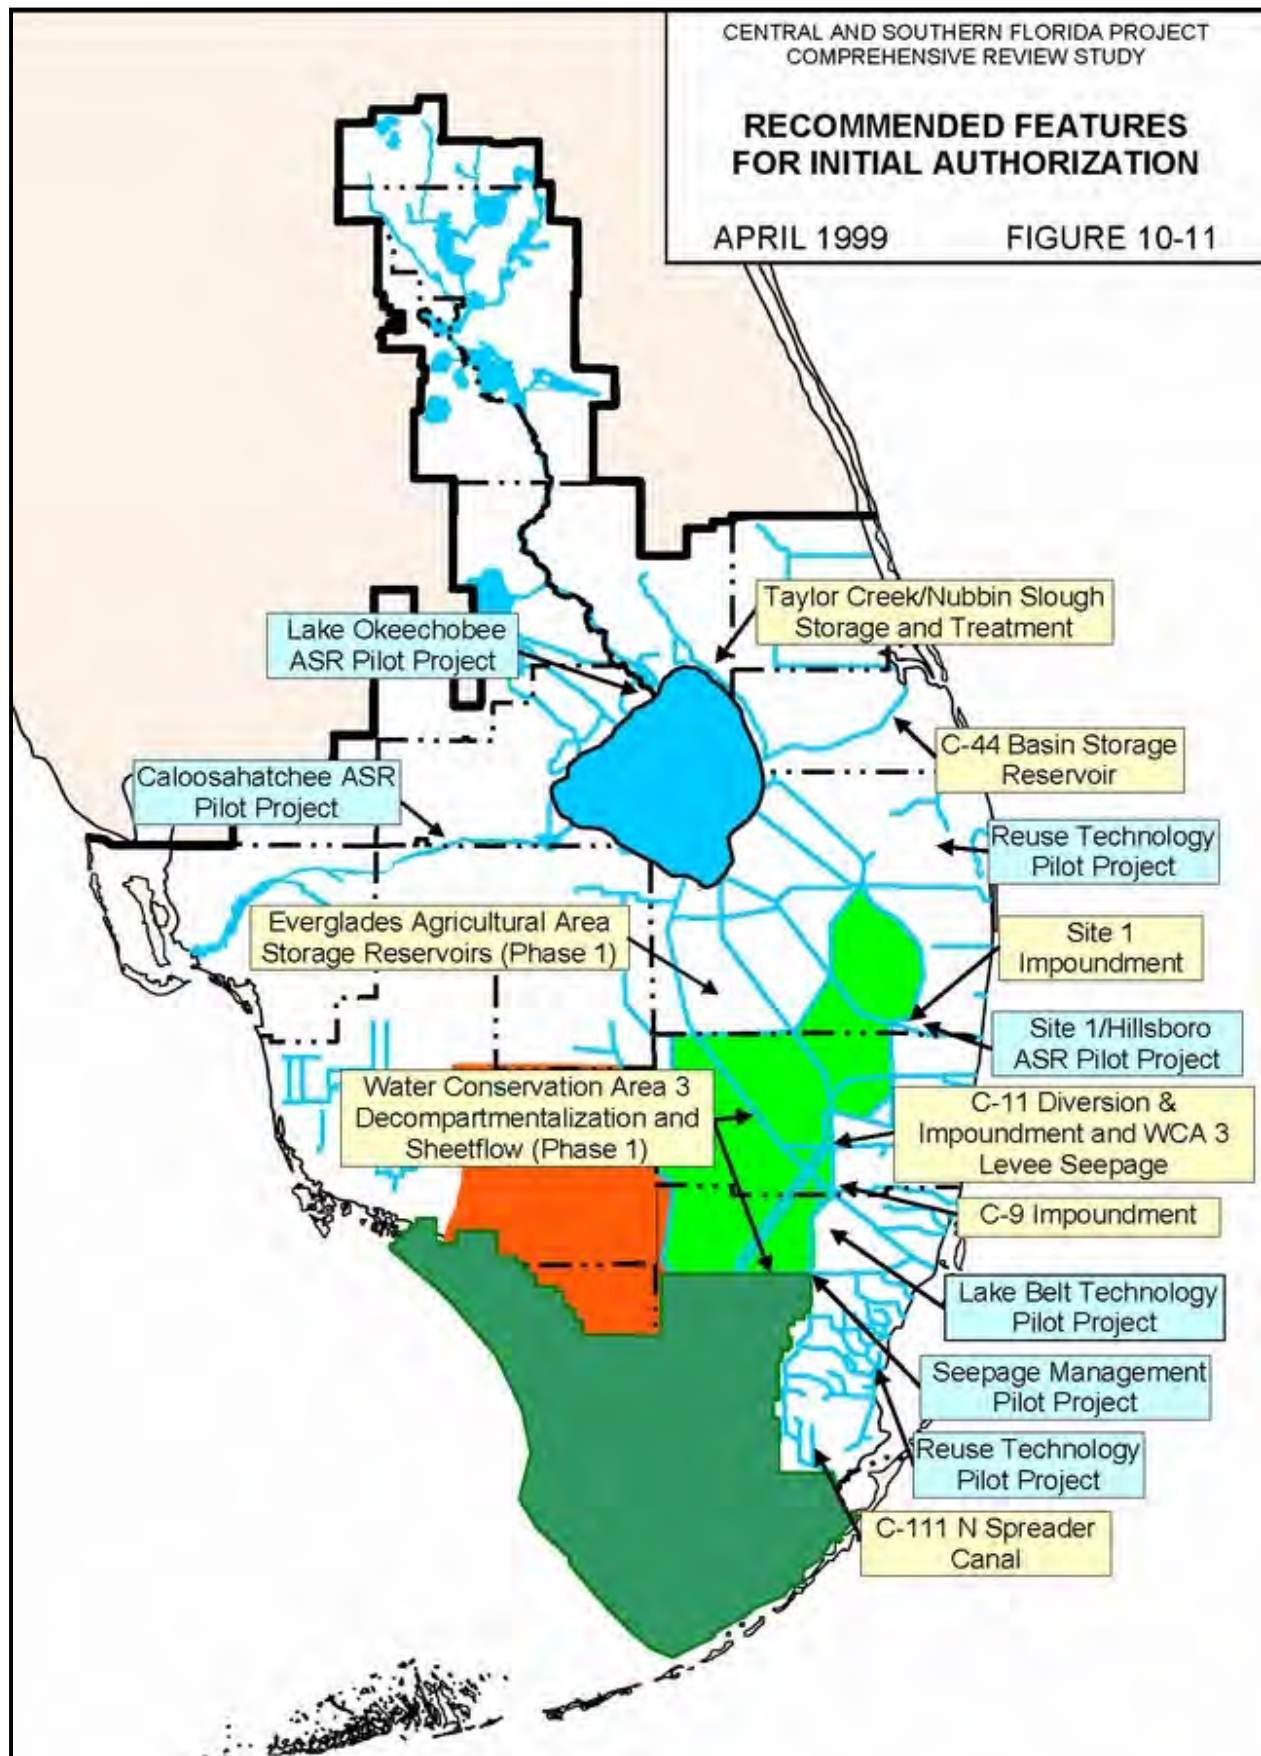 CENTRAL AND SOUTHERN FLORIDA PROJECT
COMPREHENSIVE REVIEW STUDY
RECOMMENDED FEATURES
FOR INITIAL AUTHORIZATION
APRIL 1999 FIGURE 10-11
Taylor Creek/Nubbin Slough
Storage and Treatment
Lake Okeechobee
ASR Pilot Project
C-44 Basin Storage
Reservoir
Caloosahatchee ASR
Pilot Project
Reuse Technology
Pilot Project
Everglades Agricultural Area
Storage Reservoirs (Phase 1)
Site 1
Impoundment
Site 1/Hillsboro
ASR Pilot Project
Water Conservation Area 3
Decompartmentalization and
Sheetflow (Phase 1)
C-11 Diversion &
Impoundment and WCA 3
Levee Seepage
C-9 Impoundment
Lake Belt Technology
Pilot Project
Seepage Management
Pilot Project
Reuse Technology
Pilot Project
C-111 N Spreader
Canal